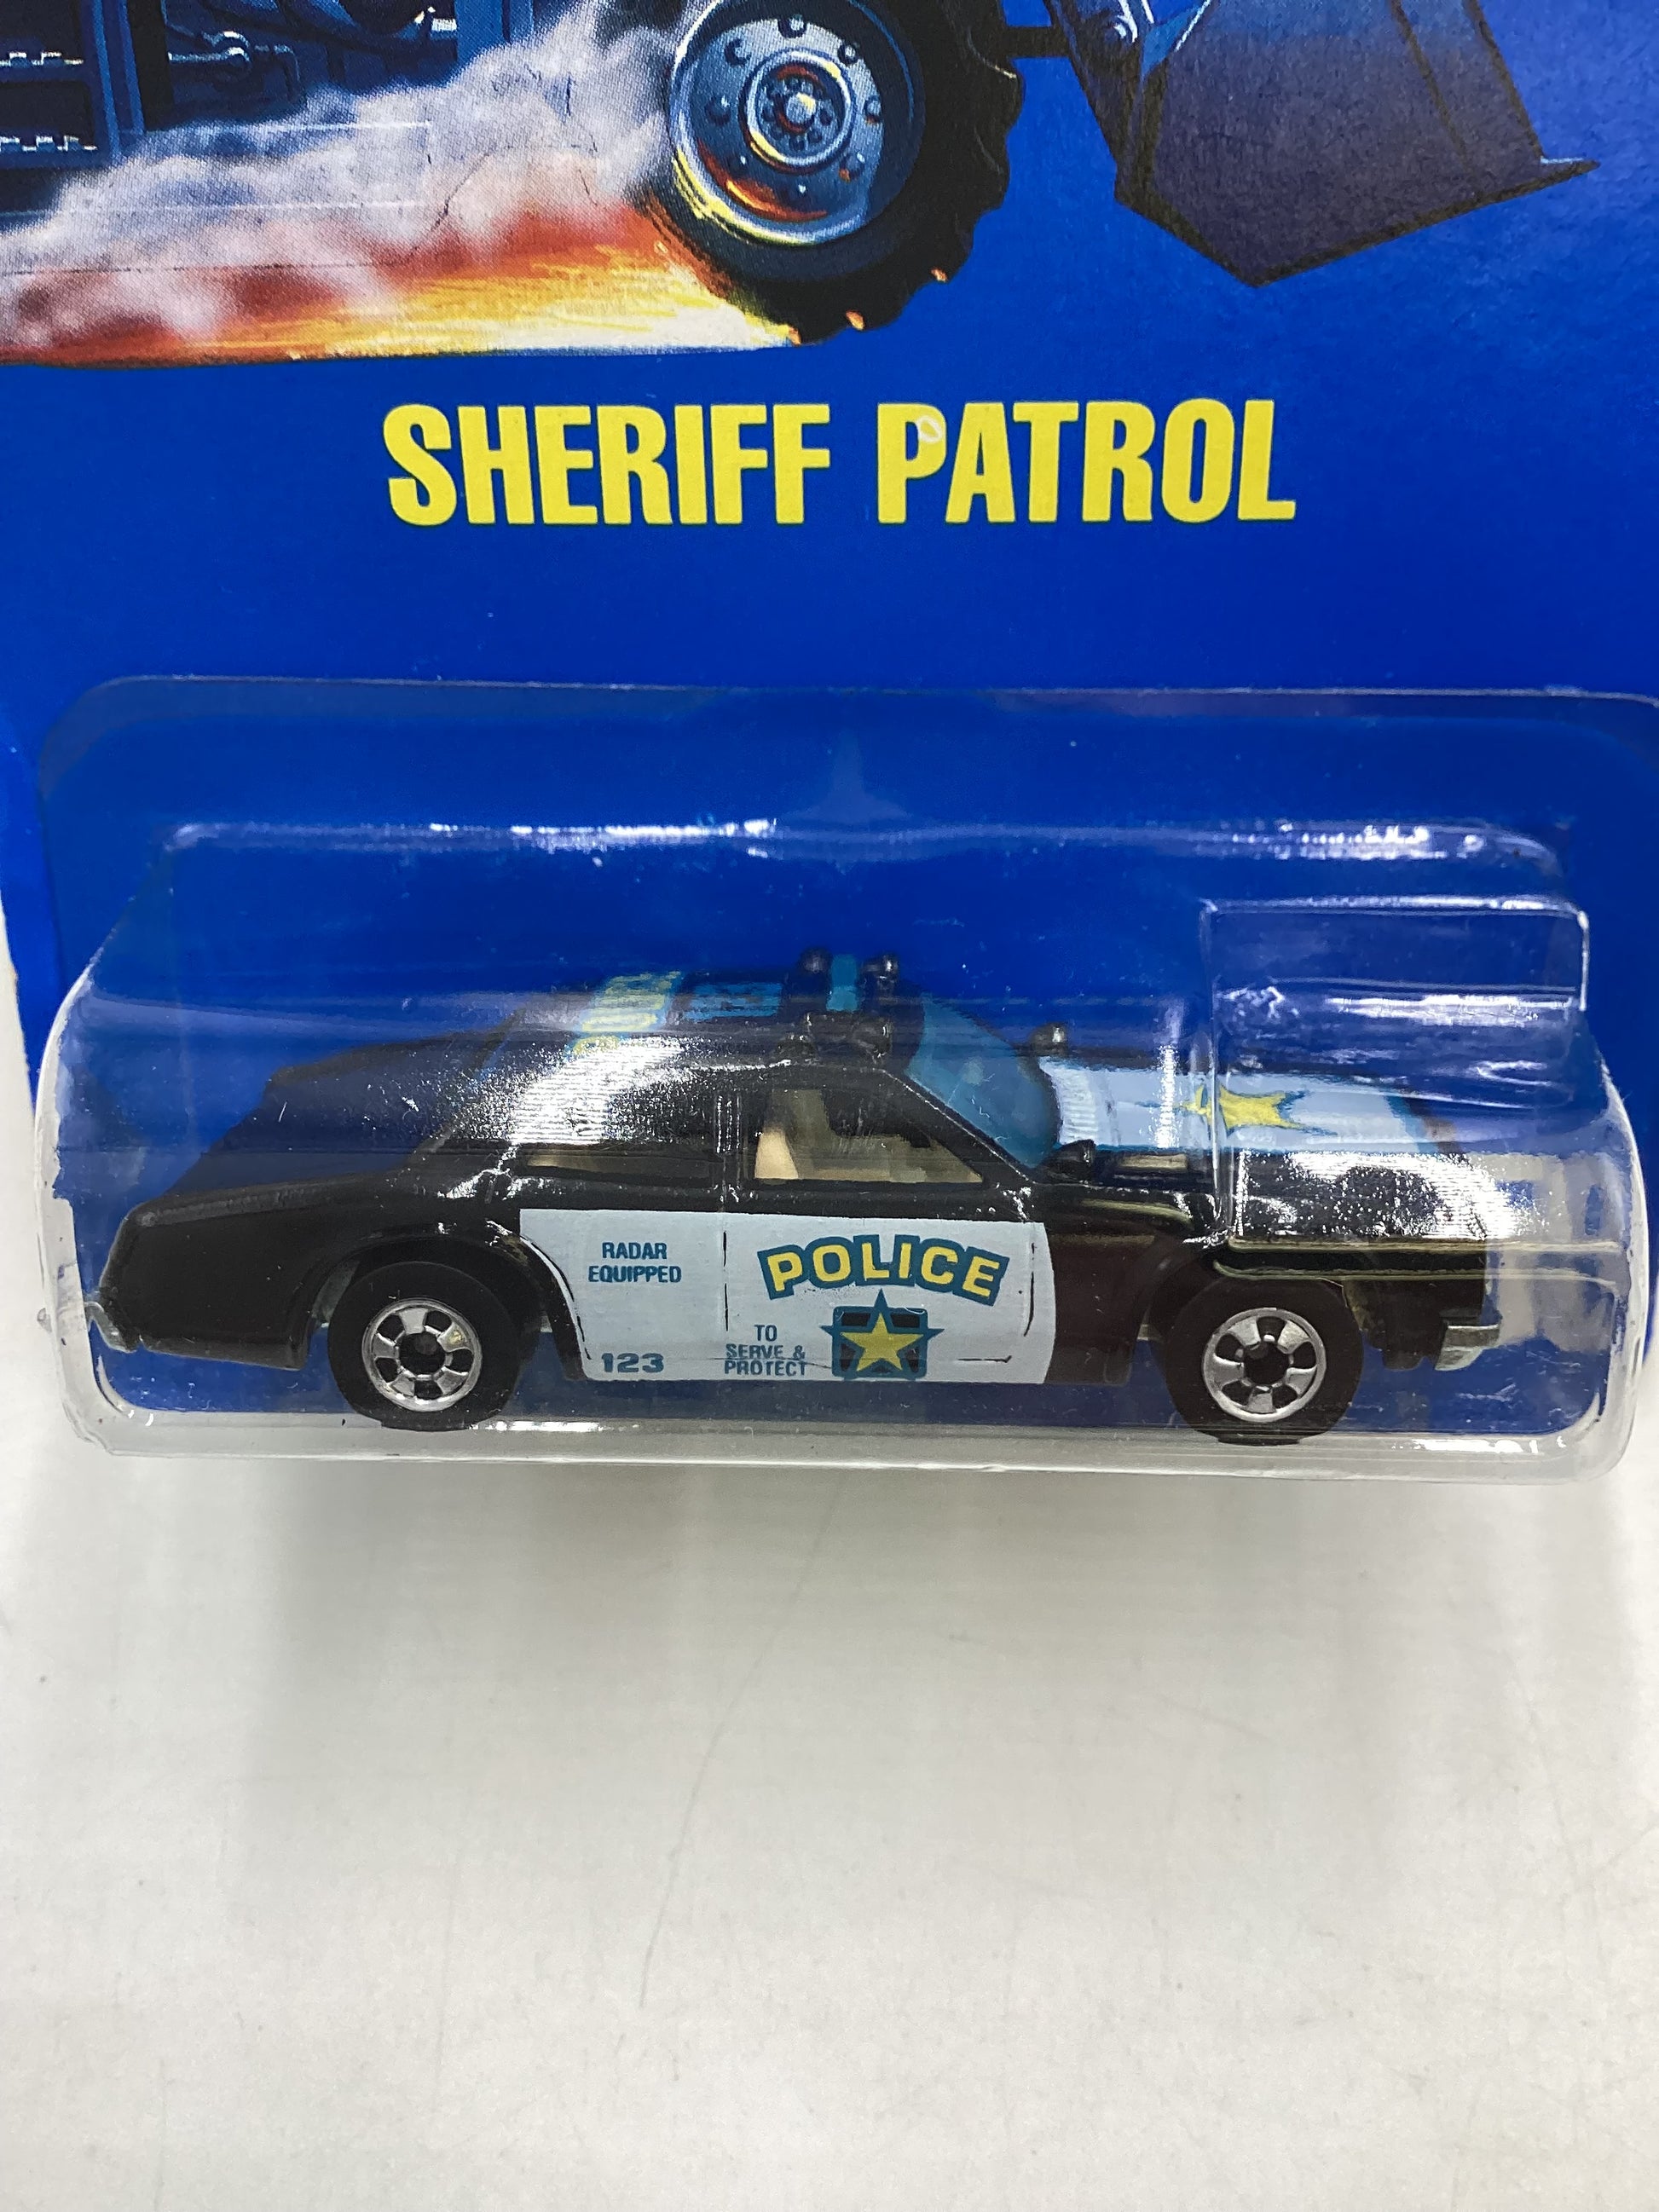 SHERIFF PATROL
RADAR
EQUIPPED
POLICE
TO
SERVE &
PROTECT
123